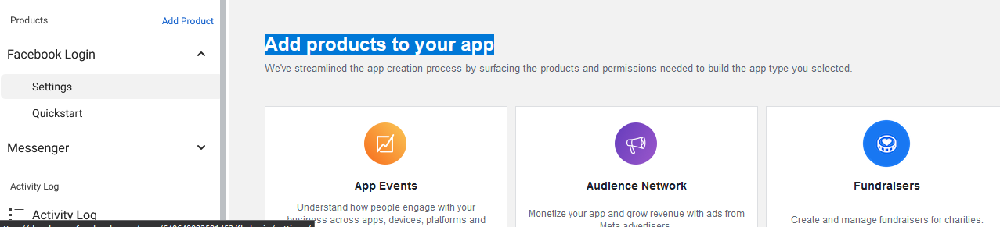 Products
Add Product
Facebook Login
Settings
Quickstart
Messenger
Activity Log
Activity Log
Add products to your app
We've streamlined the app creation process by surfacing the products and permissions needed to build the app type you selected.
App Events
Understand how people engage with your
business across apps, devices, platforms and
Audience Network
Monetize your app and grow revenue with ads from
Meta advertisers.
Fundraisers
Create and manage fundraisers for charities.